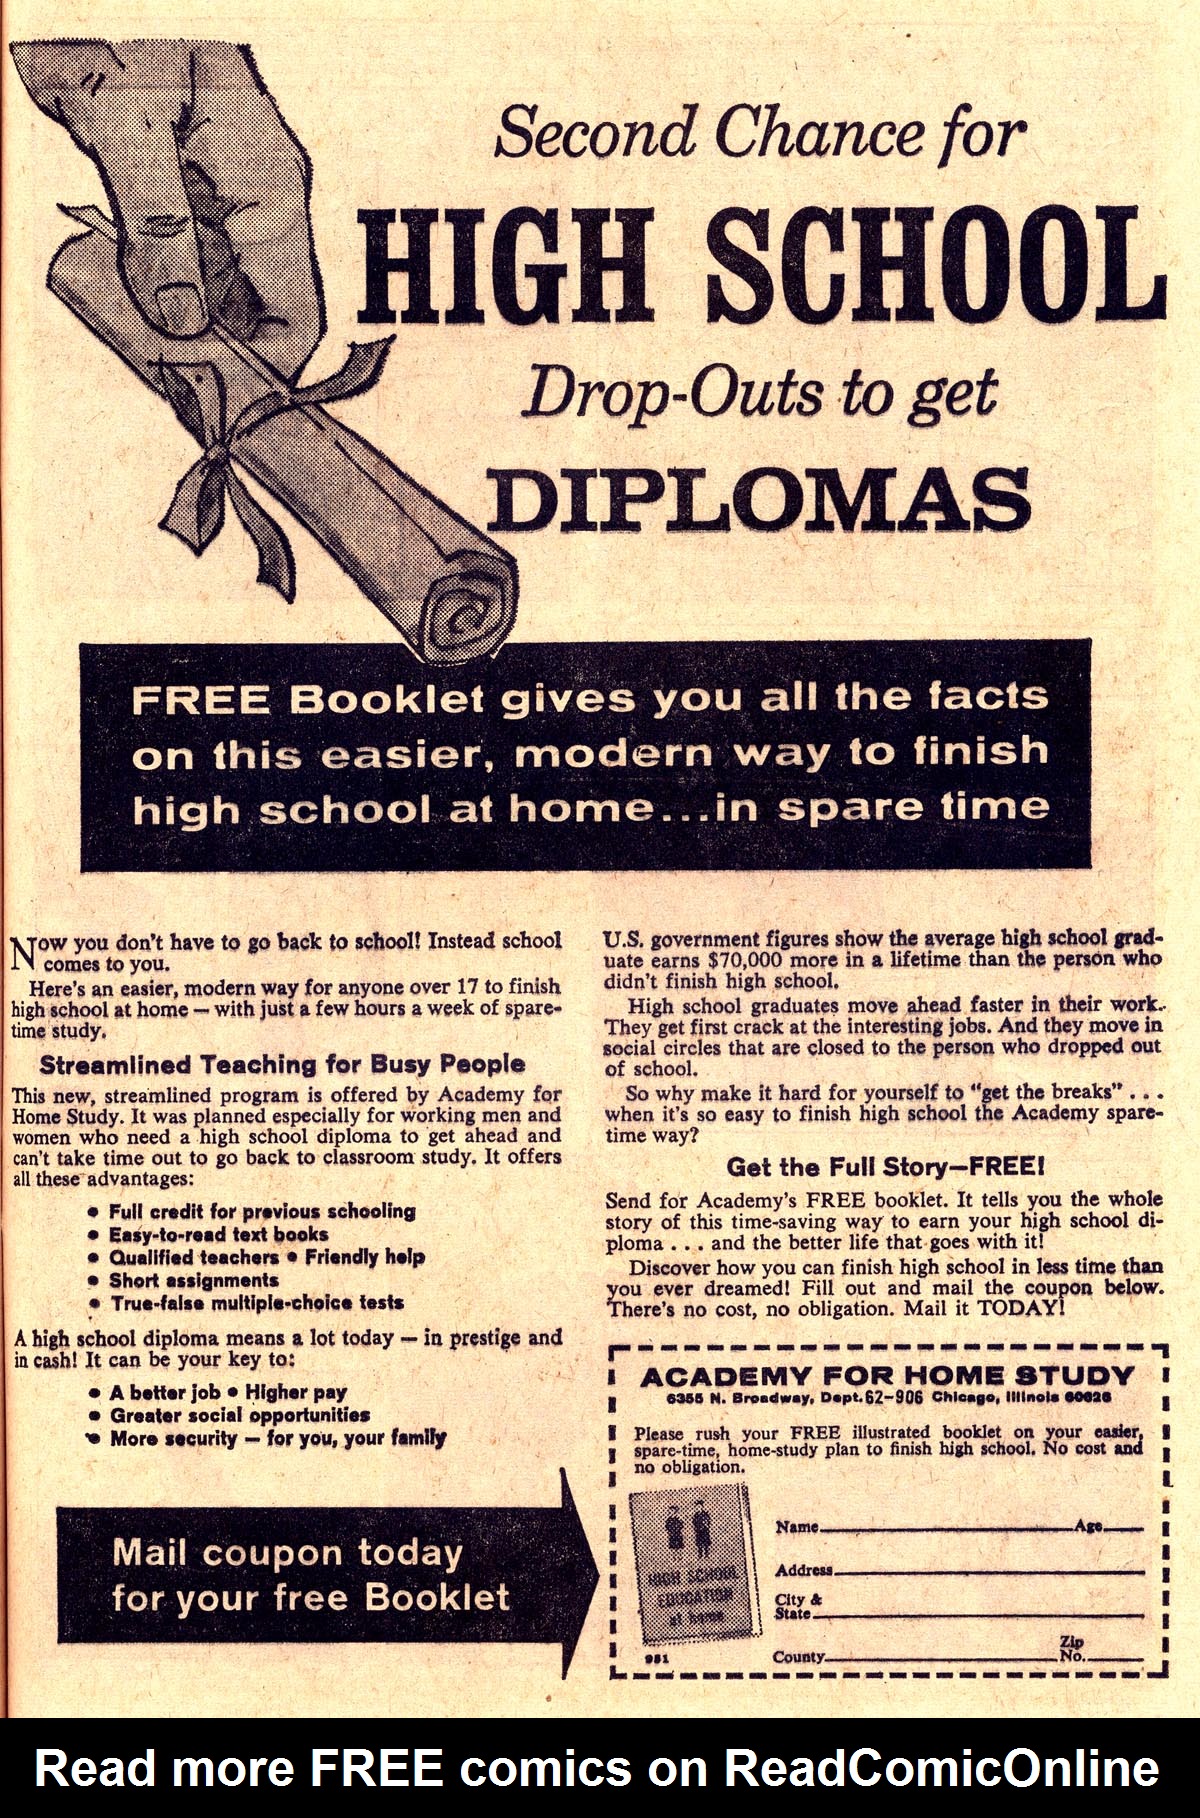 Second Chance for
HIGH SCHOOL
Drop-Outs to get
DIPLOMAS
FREE Booklet gives you all the facts
on this easier, modern way to finish
high school at home...in spare time
Now you don't have to go back to school! Instead school
comes to you.
Here's an easier, modern way for anyone over 17 to finish
high school at home — with just a few hours a week of spare-
time study.
Streamlined Teaching for Busy People
This new, streamlined program is offered by Academy for
Home Study. It was planned especially for working men and
women who need a high school diploma to get ahead and
can't take time out to go back to classroom study. It offers
all these advantages:
• Full credit for previous schooling
• Easy-to-read text books
• Qualified teachers • Friendly help
• Short assignments
• True-false multiple-choice tests
A high school diploma means a lot today — in prestige and
in cash! It can be your key to:
• A better job • Higher pay
• Greater social opportunities
• More security — for you, your family
Mail coupon today
for your free Booklet
U.S. government figures show the average high school grad-
uate earns $70,000 more in a lifetime than the person who
didn't finish high school.
High school graduates move ahead faster in their work.
They get first crack at the interesting jobs. And they move in
social circles that are closed to the person who dropped out
of school.
So why make it hard for yourself to "get the breaks" . . .
when it's so easy to finish high school the Academy spare-
time way?
Get the Full Story—FREE!
Send for Academy's FREE booklet. It tells you the whole
story of this time-saving way to earn your high school di-
ploma . . . and the better life that goes with it!
Discover how you can finish high school in less time than
you ever dreamed! Fill out and mail the coupon below.
There's no cost, no obligation. Mail it TODAY!
ACADEMY FOR HOME STUDY
6355 N. Broadway, Dept. 62-906 Chicago, Illinois 60626
Please rush your FREE illustrated booklet on your easier,
spare-time, home-study plan to finish high school. No cost and
no obligation.
HIGH SCHOOL
EDUCATION
at home
951
Name Age
Address
City &
State
County Zip No.
Read more FREE comics on ReadComicOnline